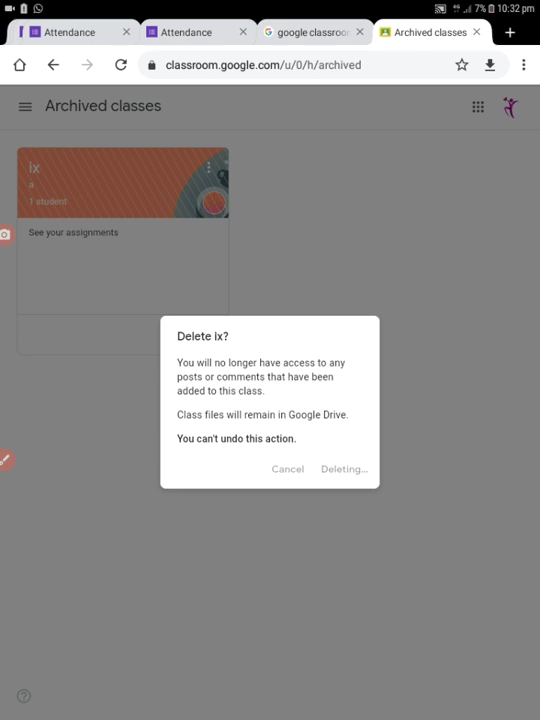 7% 10:32 pm
Attendance
Attendance
google classroo
Archived classes
classroom.google.com/u/0/h/archived
Archived classes
ix
a
1 student
See your assignments
Delete ix?
You will no longer have access to any
posts or comments that have been
added to this class.
Class files will remain in Google Drive.
You can't undo this action.
Cancel Deleting...